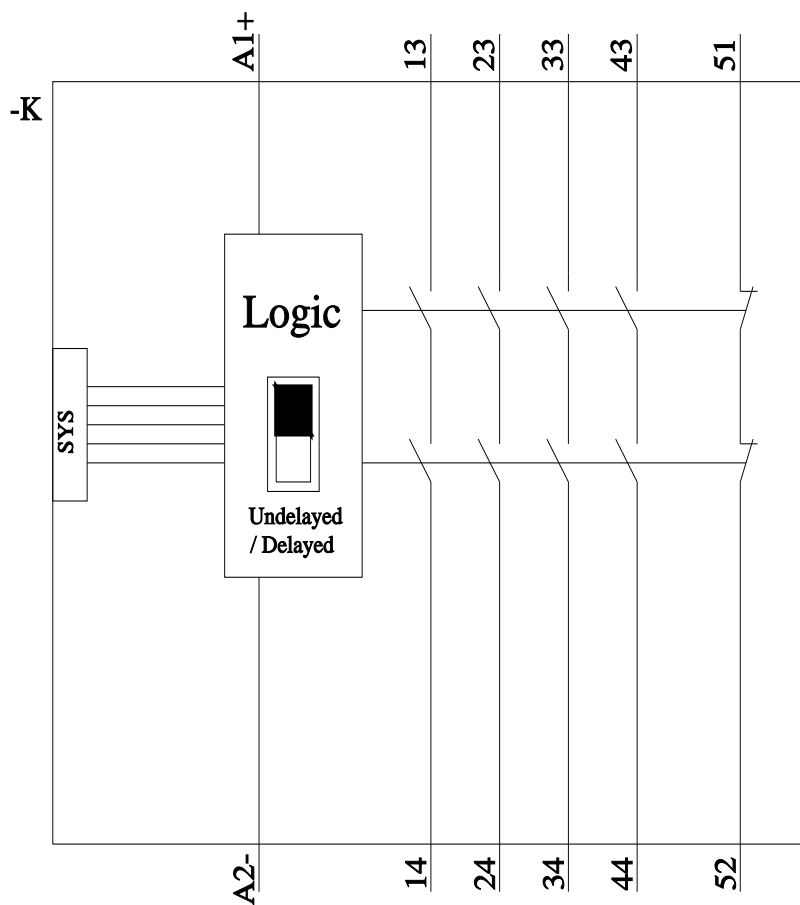 A1+
13
23
33
43
51
-K
Logic
SYS
Undelayed
/ Delayed
A2-
14
24
34
44
52